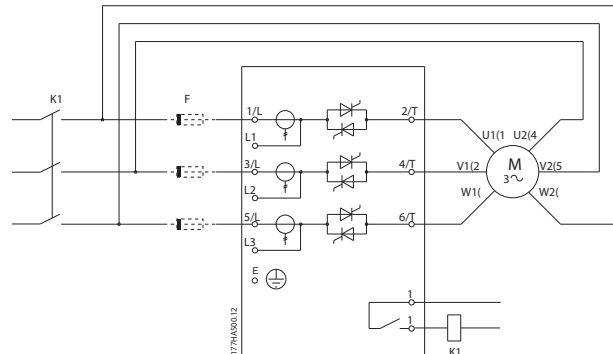 K1
F
1/L
2/T
L1
U1(1 U2(4
3/L
4/T
V1(2
M
3
V2(5
L2
W1(
W2(
5/L
6/T
L3
E
1
1
K1
177HA500.12